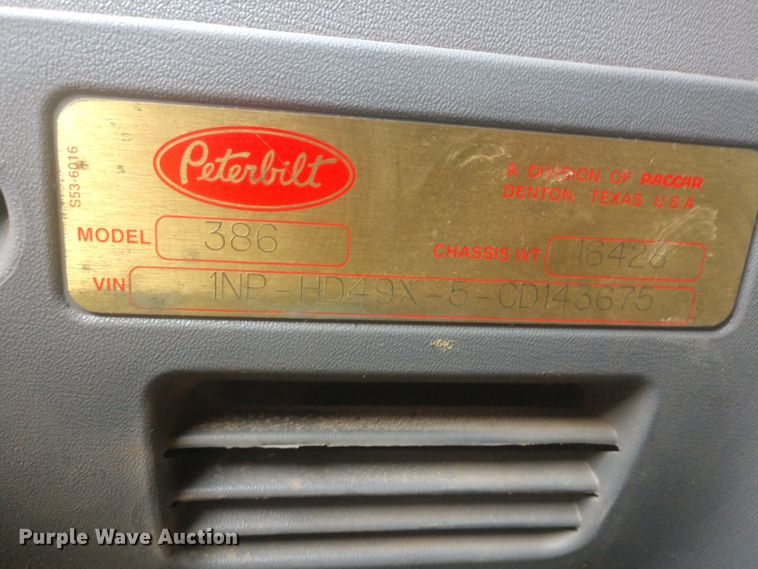 S53-6016
Peterbilt
A DIVISION OF PACCAR
DENTON, TEXAS U.S.A.
MODEL 386
CHASSIS WT 16428
VIN 1NP-HD49X-5-CD143675
Purple Wave Auction